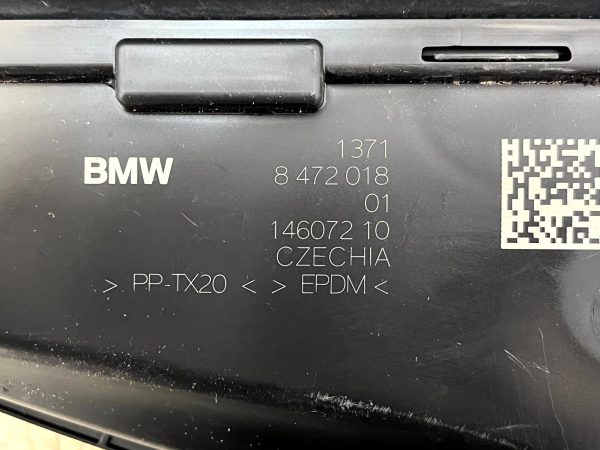 BMW
1371
8 472 018
01
146072 10
CZECHIA
> PP-TX20 < > EPDM <